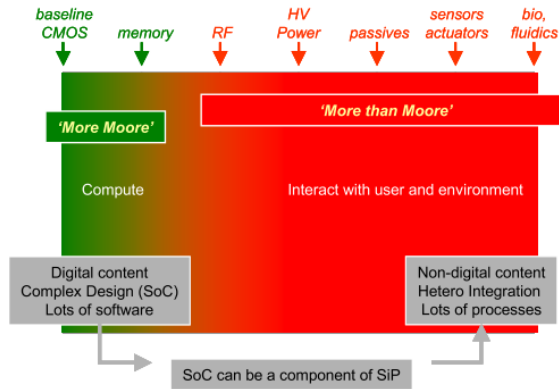 baseline
CMOS
memory
RF
HV
Power
passives
sensors
actuators
bio,
fluidics
'More Moore'
'More than Moore'
Compute
Interact with user and environment
Digital content
Complex Design (SoC)
Lots of software
Non-digital content
Hetero Integration
Lots of processes
SoC can be a component of SiP